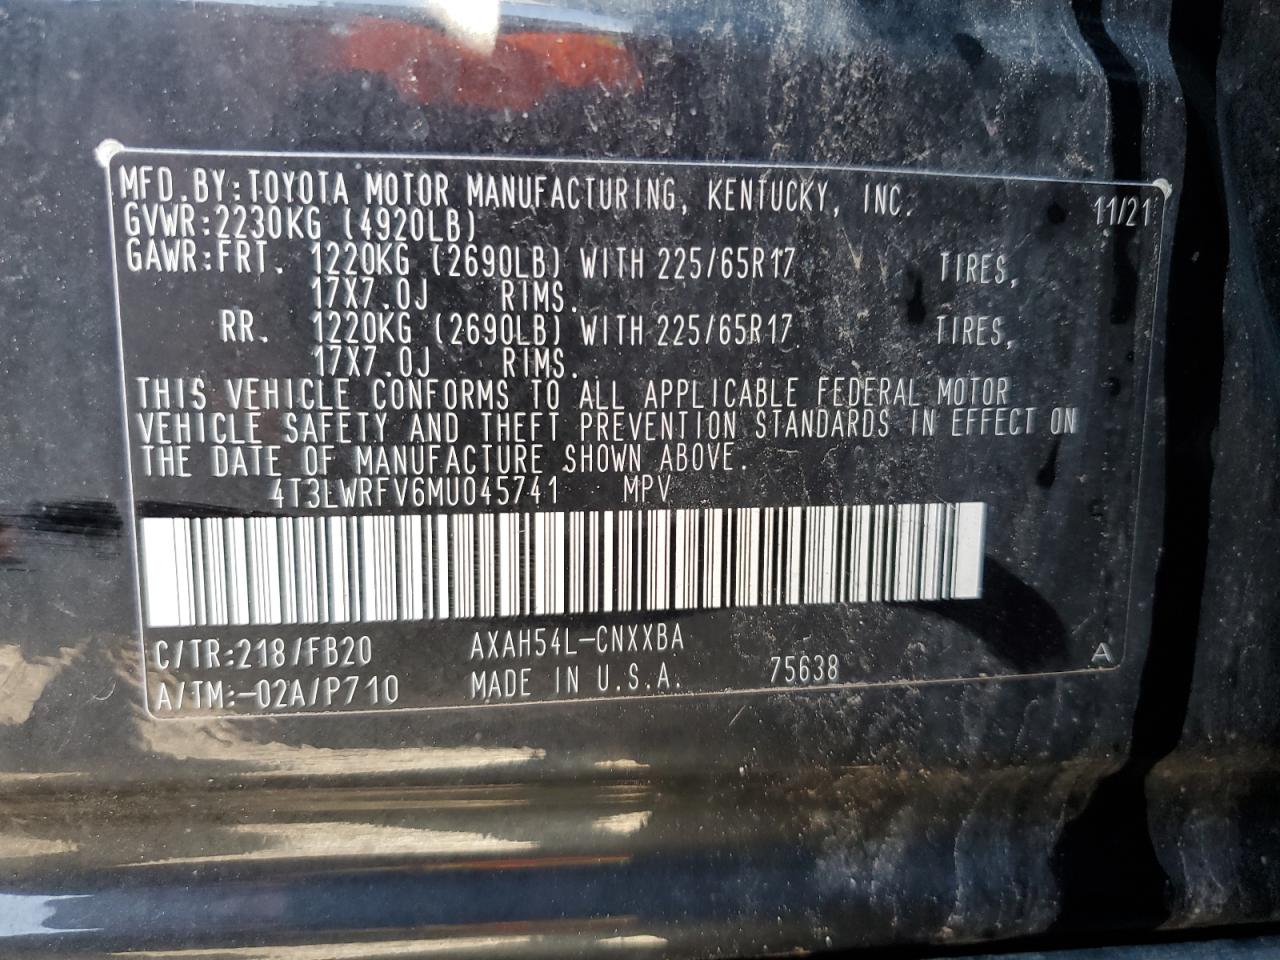 MFD.BY:TOYOTA MOTOR MANUFACTURING, KENTUCKY, INC. 11/21
GVWR:2230KG (4920LB)
GAWR:FRT. 1220KG (2690LB) WITH 225/65R17 TIRES,
17X7.0J RIMS.
RR. 1220KG (2690LB) WITH 225/65R17 TIRES,
17X7.0J RIMS.
THIS VEHICLE CONFORMS TO ALL APPLICABLE FEDERAL MOTOR
VEHICLE SAFETY AND THEFT PREVENTION STANDARDS IN EFFECT ON
THE DATE OF MANUFACTURE SHOWN ABOVE.
4T3LWRFV6MU045741 MPV
C/TR:218/FB20 AXAH54L-CNXXBA
A/TM:-02A/P710 MADE IN U.S.A. 75638 A